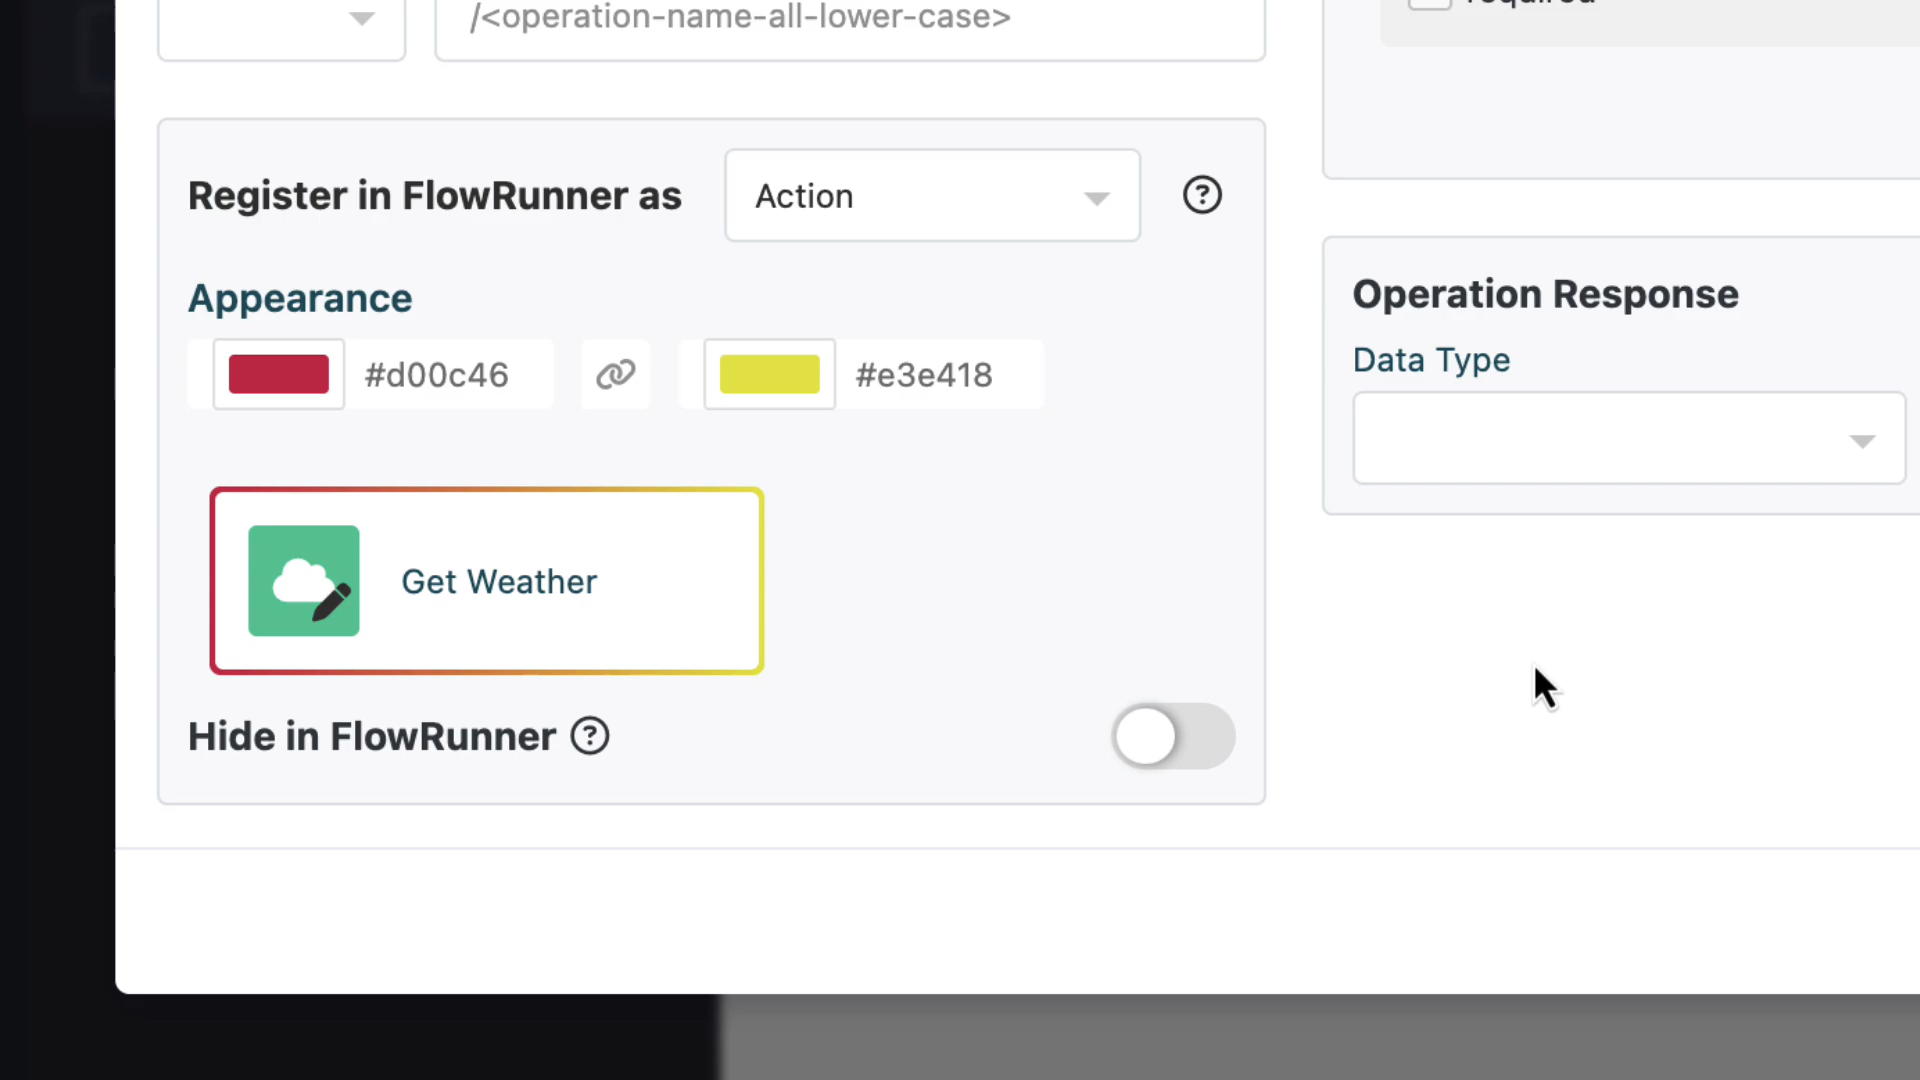 /<operation-name-all-lower-case>
required
Register in FlowRunner as
Action
Appearance
#d00c46
#e3e418
Get Weather
Hide in FlowRunner
Operation Response
Data Type